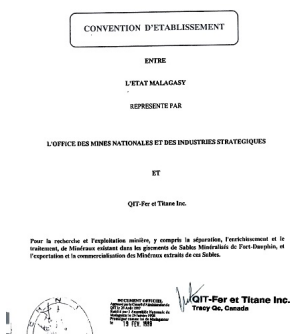 CONVENTION D'ETABLISSEMENT
ENTRE
L'ETAT MALAGASY
REPRESENTE PAR
L'OFFICE DES MINES NATIONALES ET DES INDUSTRIES STRATEGIQUES
ET
QIT-Fer et Titane Inc.
Pour la recherche et l'exploitation minière, y compris la séparation, l'enrichissement et le
traitement, de Minéraux existant dans les gisements de Sables Minéralisés de Fort-Dauphin, et
l'exportation et la commercialisation des Minéraux extraits de ces Sables.
DOCUMENT OFFICIEL
19 FEV. 1998
QIT-Fer et Titane Inc.
Tracy Qc, Canada